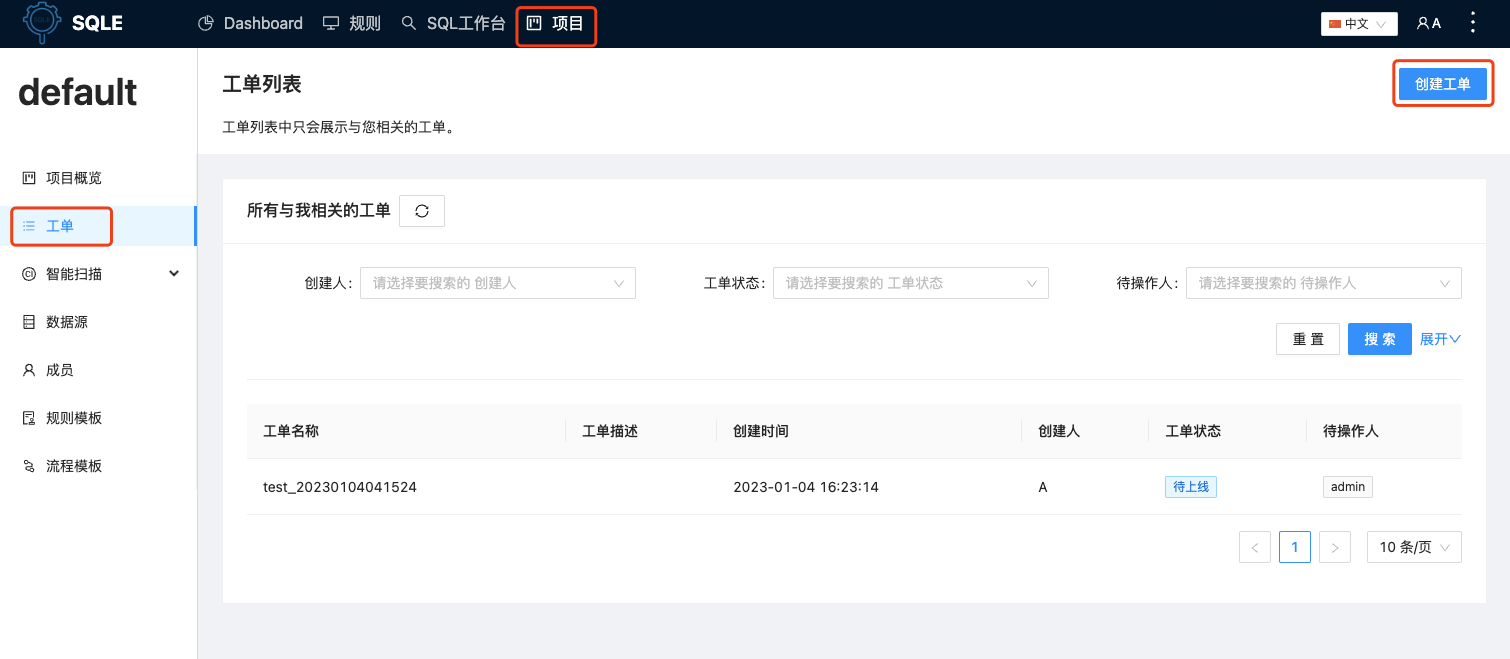 SQLE
Dashboard 规则 SQL工作台 项目 中文 A
default
项目概览
工单
智能扫描
数据源
成员
规则模板
流程模板
工单列表
创建工单
工单列表中只会展示与您相关的工单。
所有与我相关的工单
创建人: 请选择要搜索的 创建人 工单状态: 请选择要搜索的 工单状态 待操作人: 请选择要搜索的 待操作人
重 置 搜 索 展开
工单名称 工单描述 创建时间 创建人 工单状态 待操作人
test_20230104041524 2023-01-04 16:23:14 A 待上线 admin
1 10 条/页